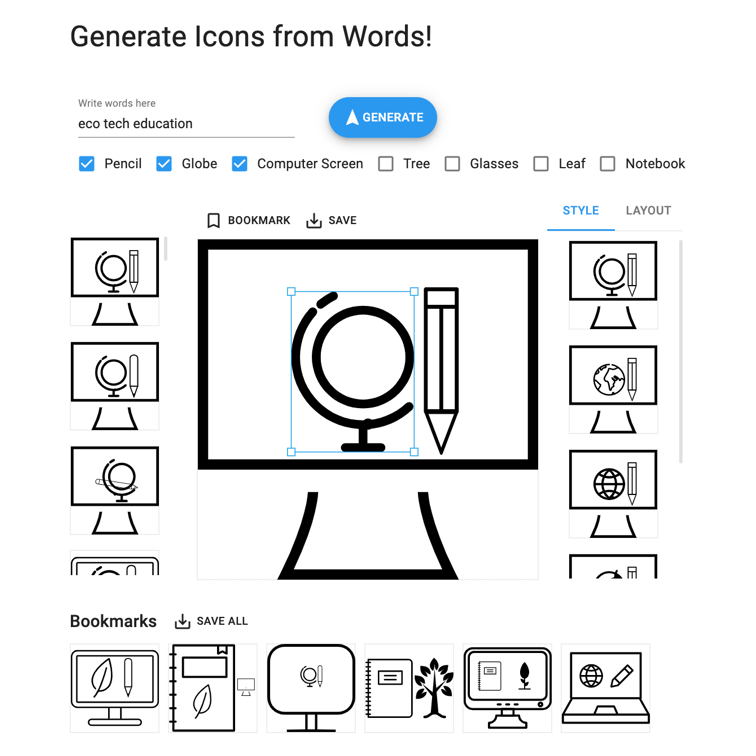 Generate Icons from Words!
Write words here
eco tech education
GENERATE
Pencil Globe Computer Screen Tree Glasses Leaf Notebook
BOOKMARK SAVE
STYLE LAYOUT
Bookmarks SAVE ALL